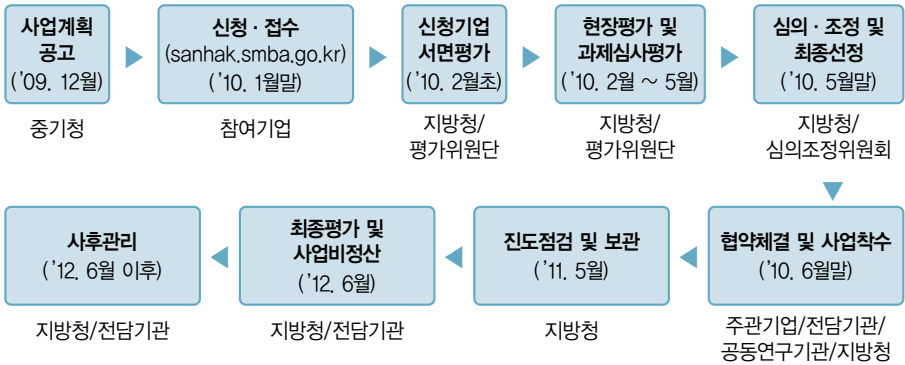 사업계획
공고
('09. 12월)
중기청
신청 · 접수
(sanhak.smba.go.kr)
('10. 1월말)
참여기업
신청기업
서면평가
('10. 2월초)
지방청/
평가위원단
현장평가 및
과제심사평가
('10. 2월 ~ 5월)
지방청/
평가위원단
심의 · 조정 및
최종선정
('10. 5월말)
지방청/
심의조정위원회
협약체결 및 사업착수
('10. 6월말)
주관기업/전담기관/
공동연구기관/지방청
진도점검 및 보관
('11. 5월)
지방청
최종평가 및
사업비정산
('12. 6월)
지방청/전담기관
사후관리
('12. 6월 이후)
지방청/전담기관